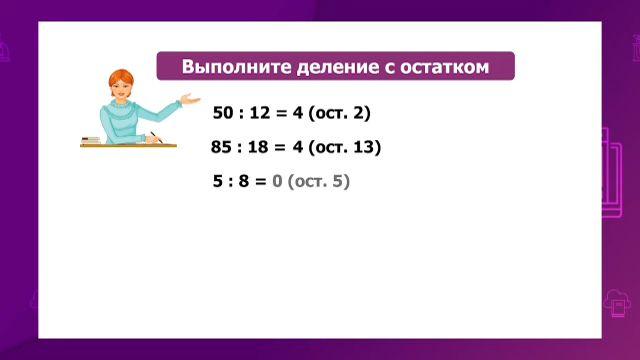 Выполните деление с остатком
50 : 12 = 4 (ост. 2)
85 : 18 = 4 (ост. 13)
5 : 8 = 0 (ост. 5)